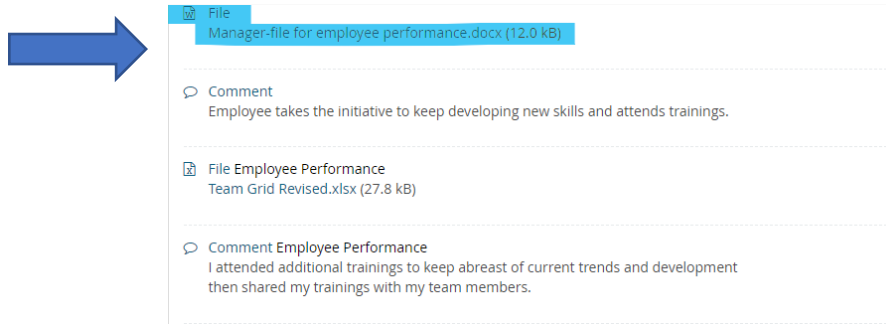 File
Manager-file for employee performance.docx (12.0 kB)
Comment
Employee takes the initiative to keep developing new skills and attends trainings.
File Employee Performance
Team Grid Revised.xlsx (27.8 kB)
Comment Employee Performance
I attended additional trainings to keep abreast of current trends and development
then shared my trainings with my team members.